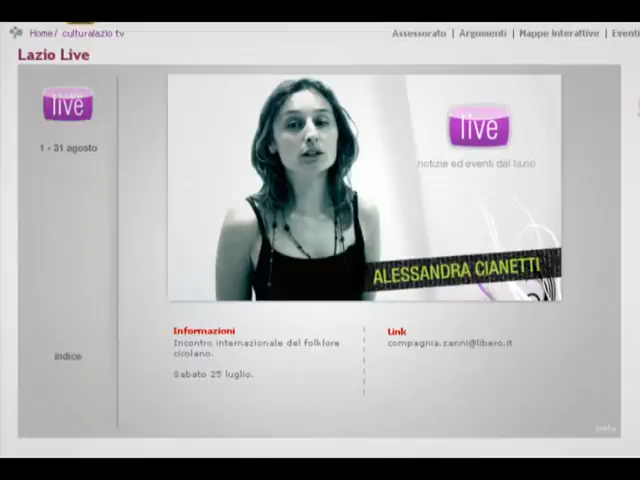 Home/ culturalazio tv
Assessorato | Argomenti | Mappe Interattive | Eventi
Lazio Live
live
1 - 31 agosto
live
notizie ed eventi dal lazio
ALESSANDRA CIANETTI
Informazioni
Incontro internazionale del folklore
cicolano.
Sabato 25 luglio.
Link
compagnia.zanni@libero.it
indice